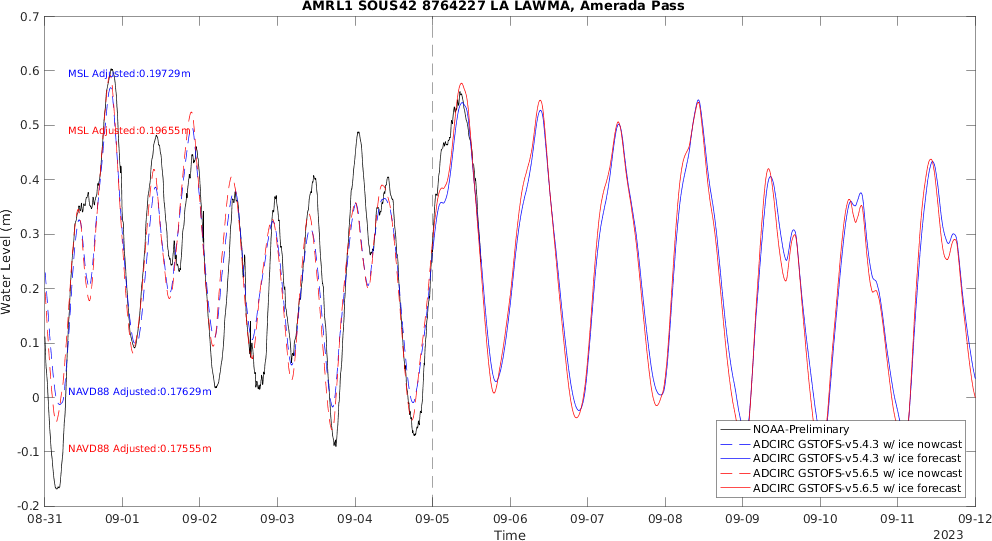 AMRL1 SOUS42 8764227 LA LAWMA, Amerada Pass
0.7
0.6
0.5
0.4
0.3
0.2
0.1
0
-0.1
-0.2
Water Level (m)
MSL Adjusted:0.19729m
MSL Adjusted:0.19655m
NAVD88 Adjusted:0.17629m
NAVD88 Adjusted:0.17555m
NOAA-Preliminary
ADCIRC GSTOFS-v5.4.3 w/ ice nowcast
ADCIRC GSTOFS-v5.4.3 w/ ice forecast
ADCIRC GSTOFS-v5.6.5 w/ ice nowcast
ADCIRC GSTOFS-v5.6.5 w/ ice forecast
08-31 09-01 09-02 09-03 09-04 09-05 09-06 09-07 09-08 09-09 09-10 09-11 09-12
Time
2023